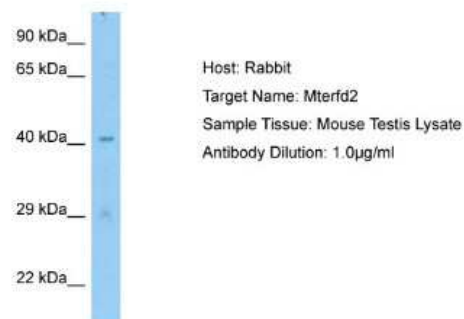 90 kDa
65 kDa
40 kDa
29 kDa
22 kDa
Host: Rabbit
Target Name: Mterfd2
Sample Tissue: Mouse Testis Lysate
Antibody Dilution: 1.0µg/ml